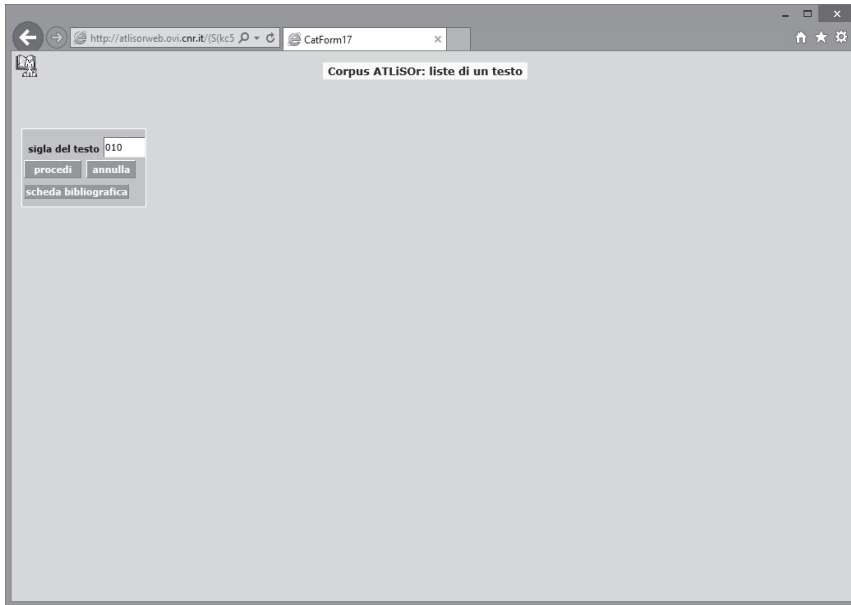 http://atlisorweb.ovi.cnr.it/(S(kc5
CatForm17
Corpus ATLiSOr: liste di un testo
sigla del testo 010
procedi annulla
scheda bibliografica